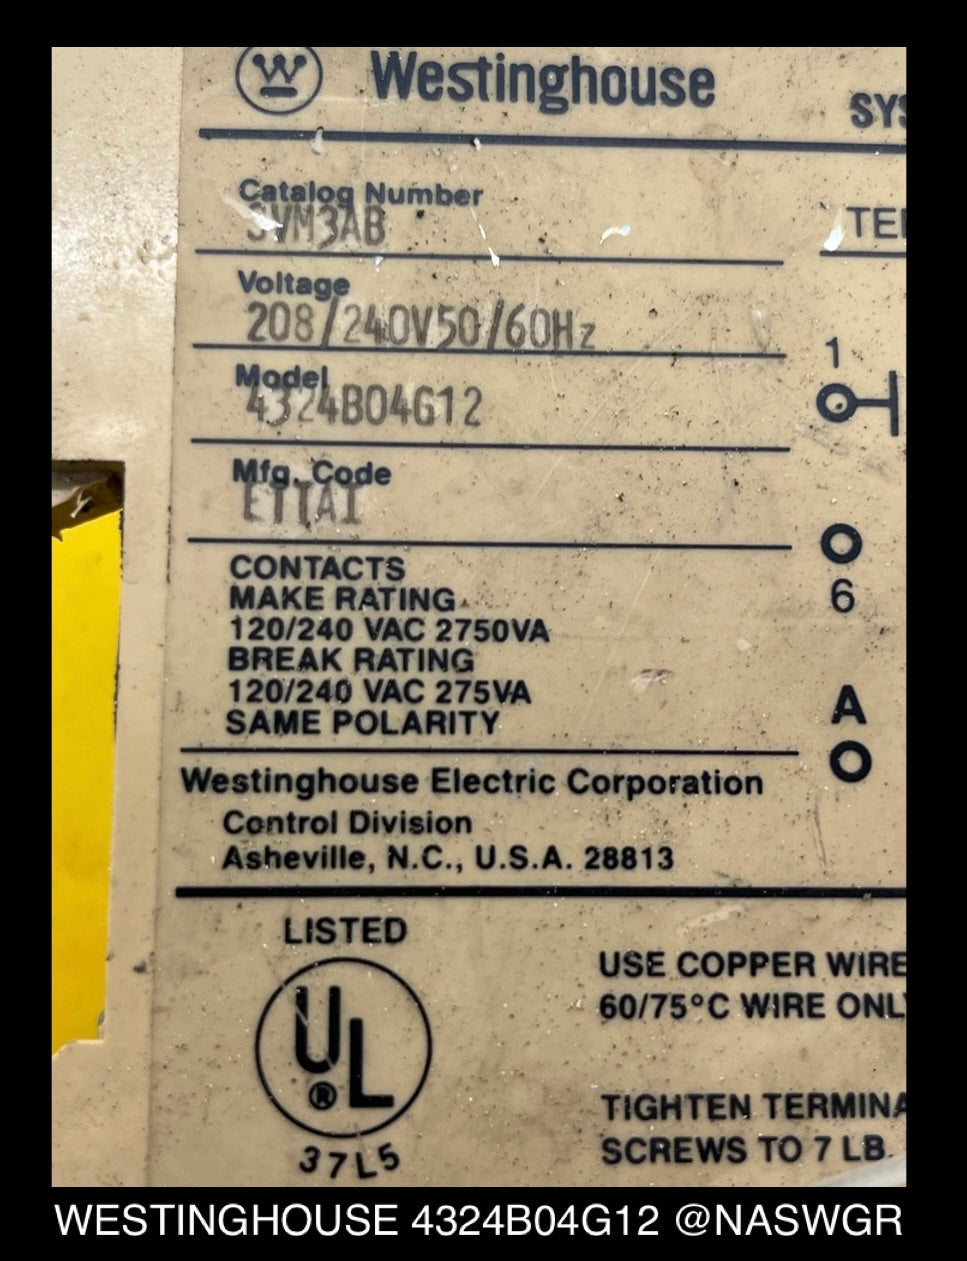 W Westinghouse
SYS
Catalog Number
SVM3AB
TER
Voltage
208/240V50/60Hz
1
Model
4324B04G12
Mfg. Code
CONTACTS
MAKE RATING
120/240 VAC 2750VA
BREAK RATING
120/240 VAC 275VA
SAME POLARITY
6
A
Westinghouse Electric Corporation
Control Division
Asheville, N.C., U.S.A. 28813
LISTED
UL
®
37L5
USE COPPER WIRE
60/75°C WIRE ONLY
TIGHTEN TERMINA
SCREWS TO 7 LB.
WESTINGHOUSE 4324B04G12 @NASWGR